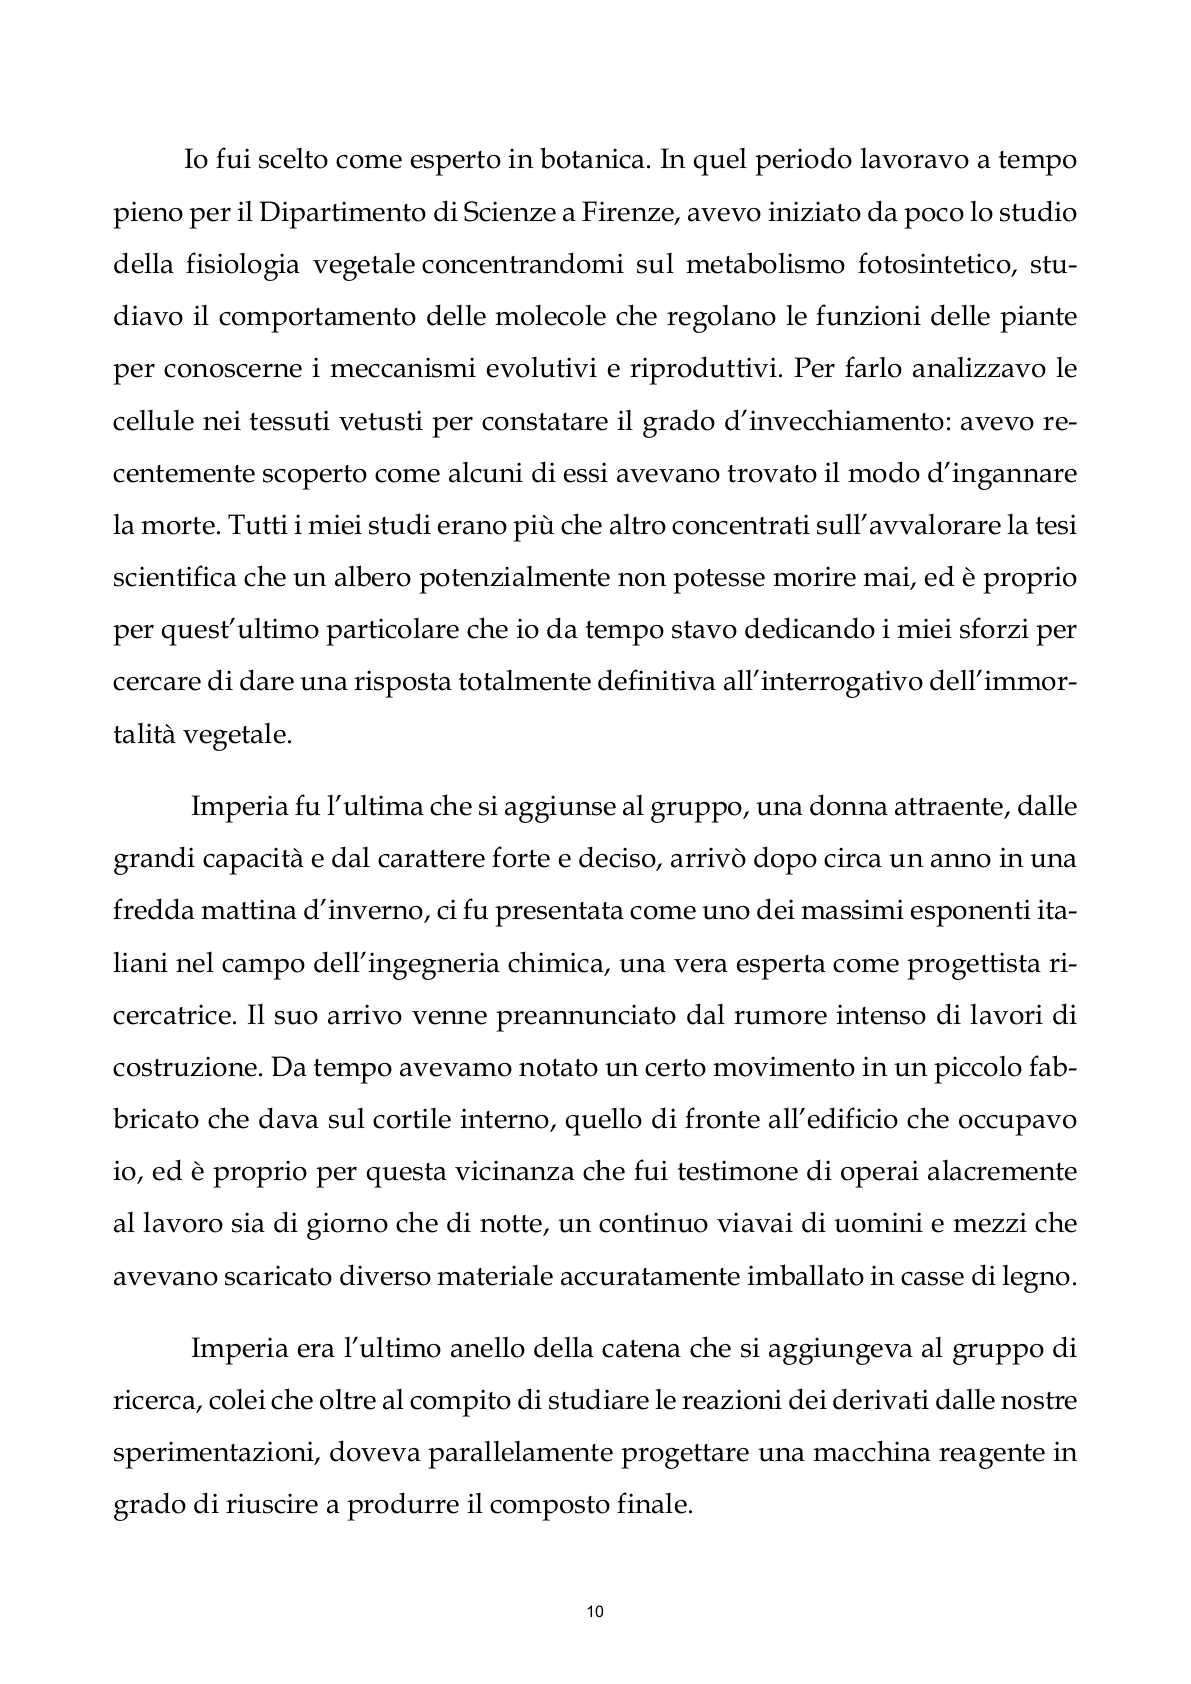 Io fui scelto come esperto in botanica. In quel periodo lavoravo a tempo
pieno per il Dipartimento di Scienze a Firenze, avevo iniziato da poco lo studio
della fisiologia vegetale concentrandomi sul metabolismo fotosintetico, stu-
diavo il comportamento delle molecole che regolano le funzioni delle piante
per conoscerne i meccanismi evolutivi e riproduttivi. Per farlo analizzavo le
cellule nei tessuti vetusti per constatare il grado d’invecchiamento: avevo re-
centemente scoperto come alcuni di essi avevano trovato il modo d’ingannare
la morte. Tutti i miei studi erano più che altro concentrati sull’avvalorare la tesi
scientifica che un albero potenzialmente non potesse morire mai, ed è proprio
per quest’ultimo particolare che io da tempo stavo dedicando i miei sforzi per
cercare di dare una risposta totalmente definitiva all’interrogativo dell’immor-
talità vegetale.
Imperia fu l’ultima che si aggiunse al gruppo, una donna attraente, dalle
grandi capacità e dal carattere forte e deciso, arrivò dopo circa un anno in una
fredda mattina d’inverno, ci fu presentata come uno dei massimi esponenti ita-
liani nel campo dell’ingegneria chimica, una vera esperta come progettista ri-
cercatrice. Il suo arrivo venne preannunciato dal rumore intenso di lavori di
costruzione. Da tempo avevamo notato un certo movimento in un piccolo fab-
bricato che dava sul cortile interno, quello di fronte all’edificio che occupavo
io, ed è proprio per questa vicinanza che fui testimone di operai alacremente
al lavoro sia di giorno che di notte, un continuo viavai di uomini e mezzi che
avevano scaricato diverso materiale accuratamente imballato in casse di legno.
Imperia era l’ultimo anello della catena che si aggiungeva al gruppo di
ricerca, colei che oltre al compito di studiare le reazioni dei derivati dalle nostre
sperimentazioni, doveva parallelamente progettare una macchina reagente in
grado di riuscire a produrre il composto finale.
10